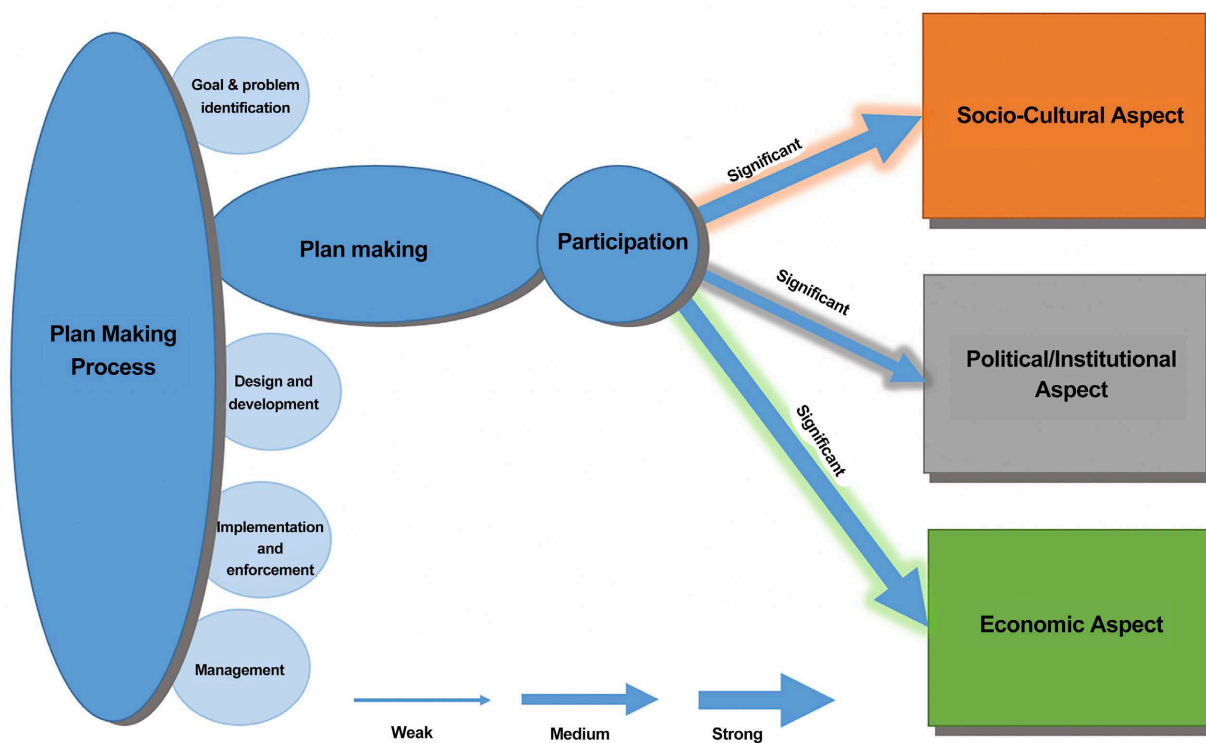 Goal & problem
identification
Plan making
Participation
Plan Making
Process
Design and
development
Implementation
and
enforcement
Management
Significant
Significant
Significant
Socio-Cultural Aspect
Political/Institutional
Aspect
Economic Aspect
Weak
Medium
Strong